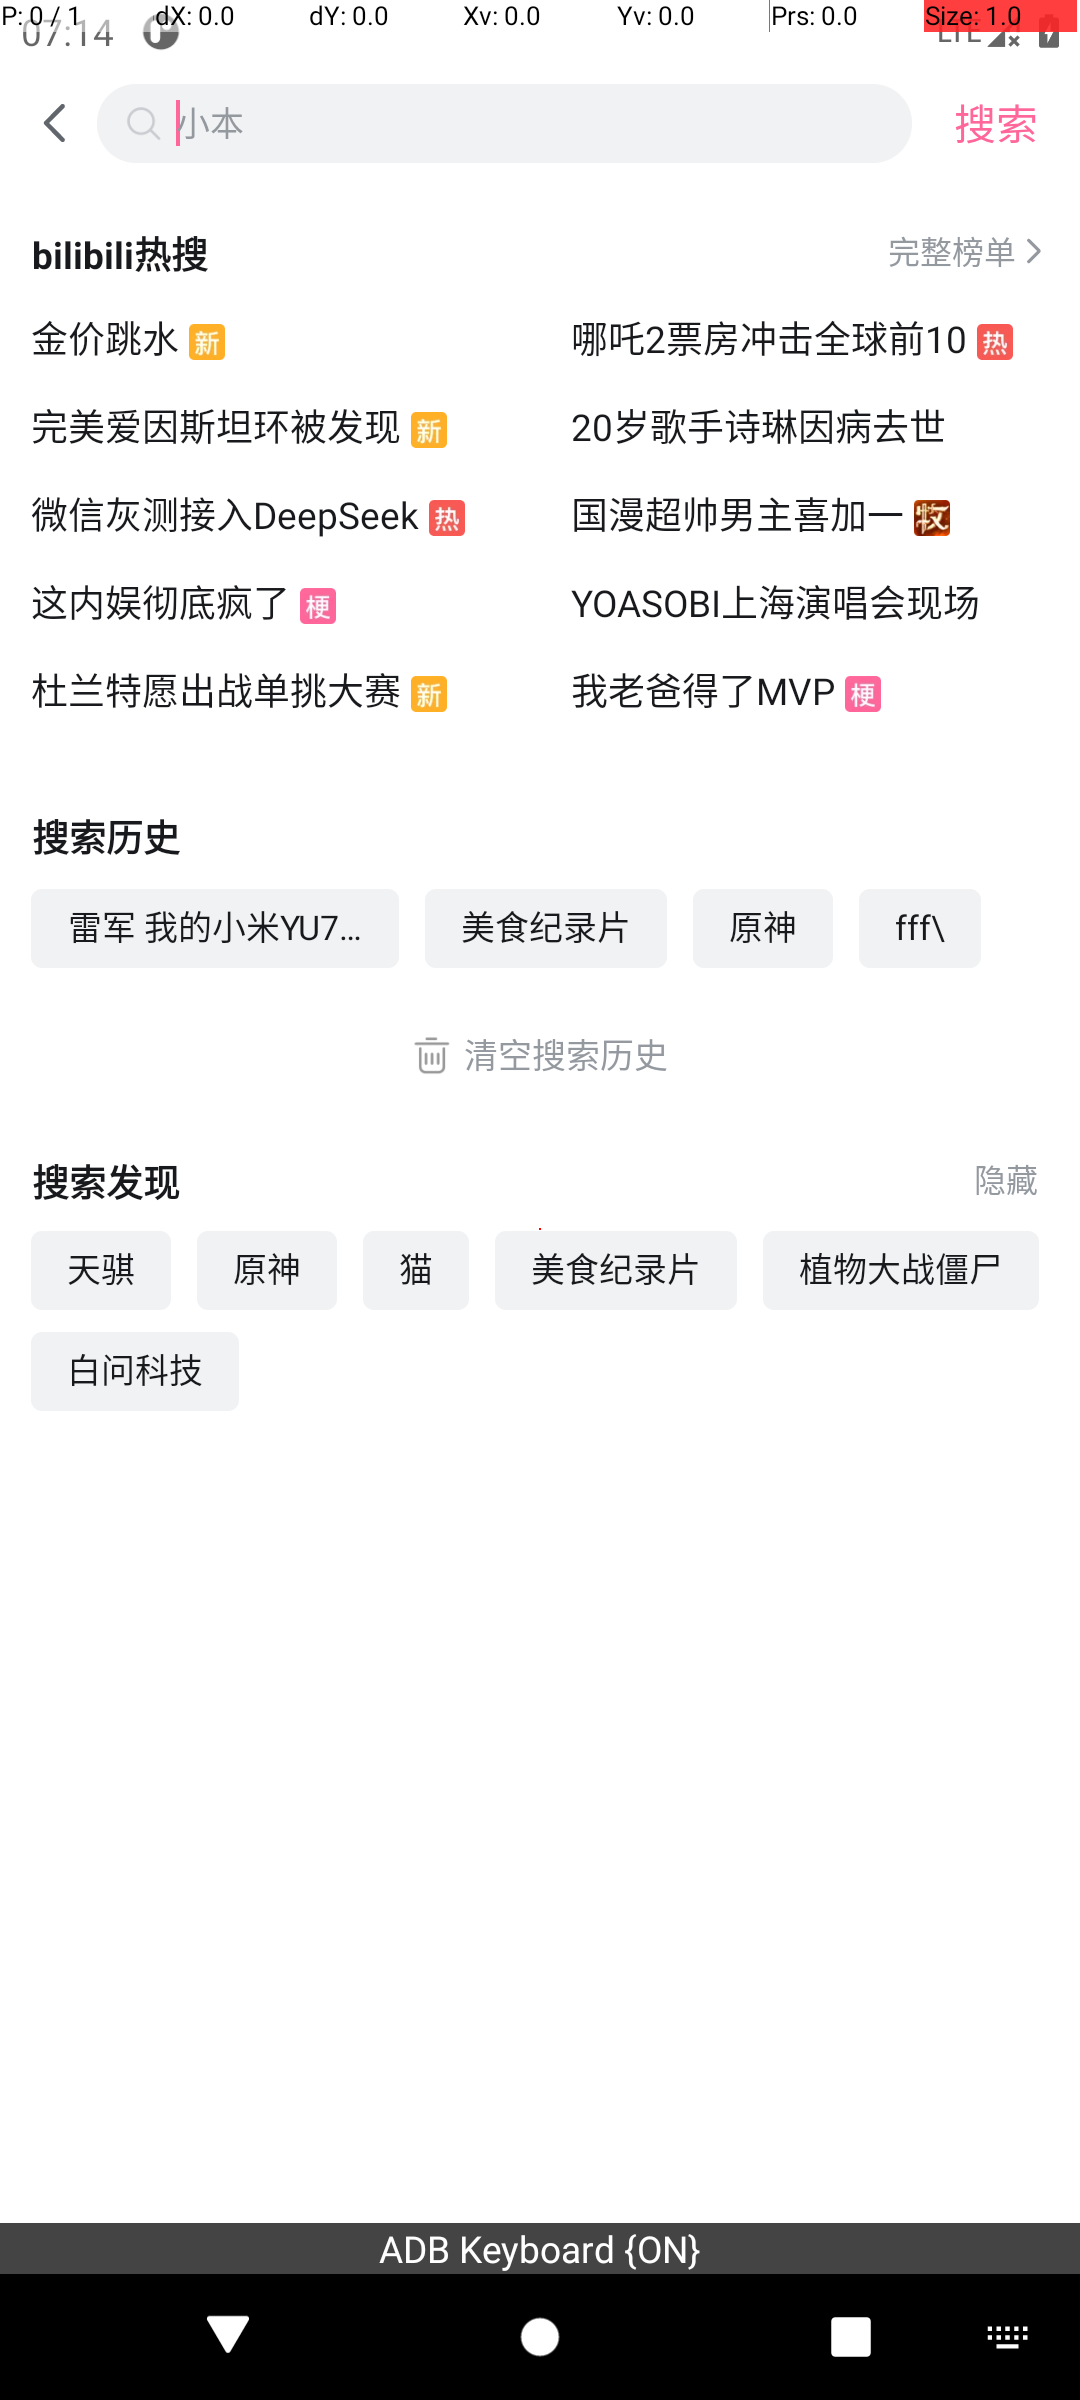 P: 0 / 1 dX: 0.0 dY: 0.0 Xv: 0.0 Yv: 0.0 Prs: 0.0 Size: 1.0
07:14 LTE
小本 搜索
bilibili热搜 完整榜单
金价跳水 新 哪吒2票房冲击全球前10 热
完美爱因斯坦环被发现 新 20岁歌手诗琳因病去世
微信灰测接入DeepSeek 热 国漫超帅男主喜加一 牧
这内娱彻底疯了 梗 YOASOBI上海演唱会现场
杜兰特愿出战单挑大赛 新 我老爸得了MVP 梗
搜索历史
雷军 我的小米YU7... 美食纪录片 原神 fff\
清空搜索历史
搜索发现 隐藏
天骐 原神 猫 美食纪录片 植物大战僵尸
白问科技
ADB Keyboard {ON}